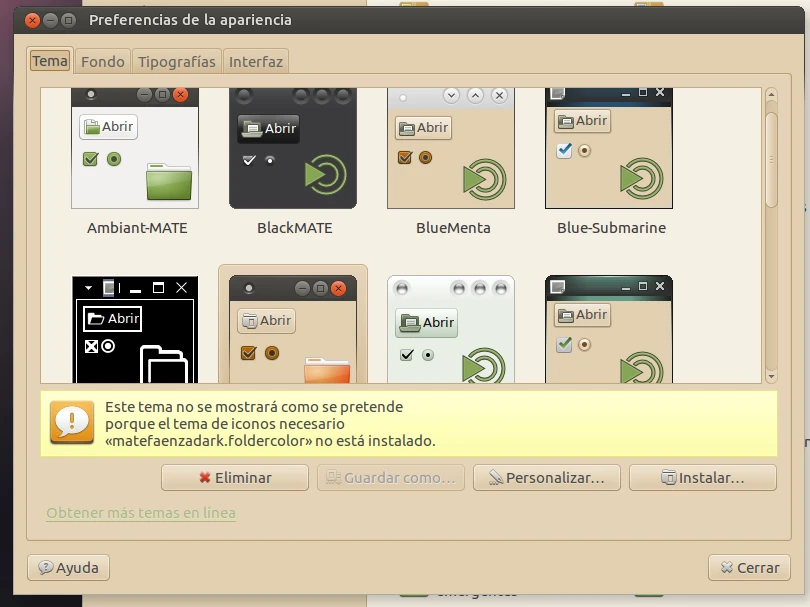 Preferencias de la apariencia
Tema Fondo Tipografías Interfaz
Abrir Abrir Abrir Abrir
Ambiant-MATE BlackMATE BlueMenta Blue-Submarine
Abrir Abrir Abrir Abrir
Este tema no se mostrará como se pretende
porque el tema de iconos necesario
«matefaenzadark.foldercolor» no está instalado.
Eliminar Guardar como... Personalizar... Instalar...
Obtener más temas en línea
Ayuda Cerrar